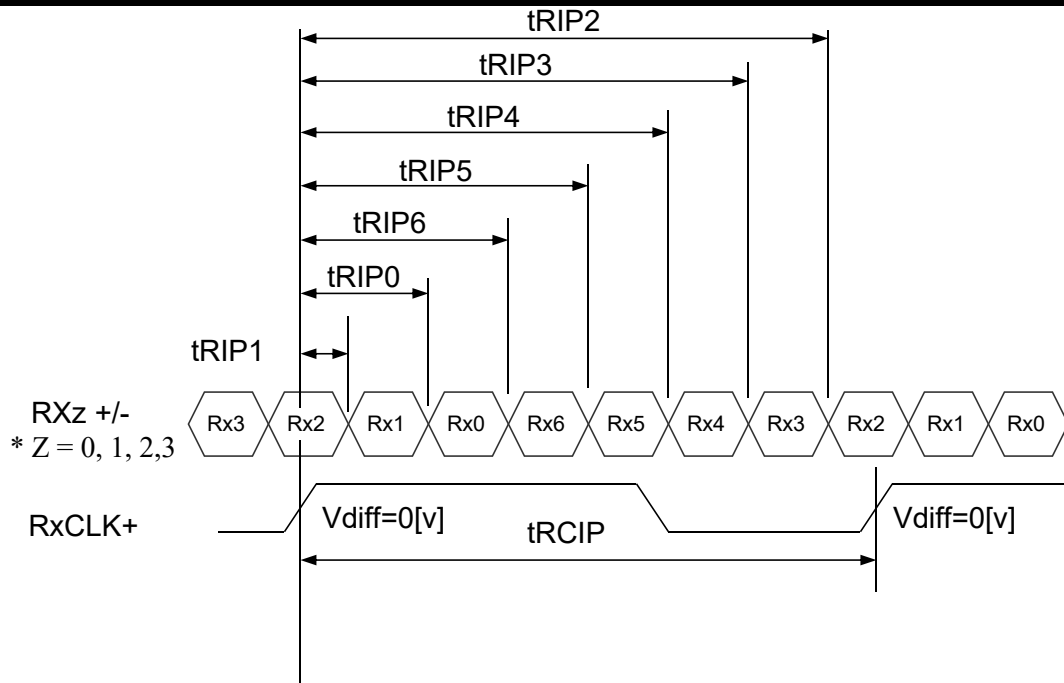 tRIP2
tRIP3
tRIP4
tRIP5
tRIP6
tRIP0
tRIP1
RXz +/-
* Z = 0, 1, 2,3
Rx3 Rx2 Rx1 Rx0 Rx6 Rx5 Rx4 Rx3 Rx2 Rx1 Rx0
RxCLK+
Vdiff=0[v]
Vdiff=0[v]
tRCIP